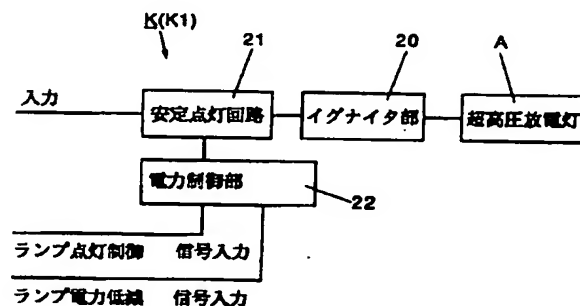 K(K1)
21
20
A
入力
安定点灯回路
イグナイタ部
超高圧放電灯
電力制御部
22
ランプ点灯制御 信号入力
ランプ電力低減 信号入力